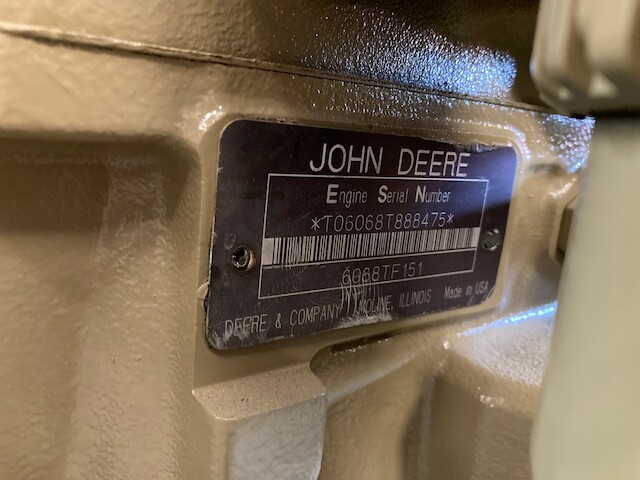 JOHN DEERE
Engine Serial Number
*T06068T888475*
6068TF151
DEERE & COMPANY MOLINE, ILLINOIS Made in USA